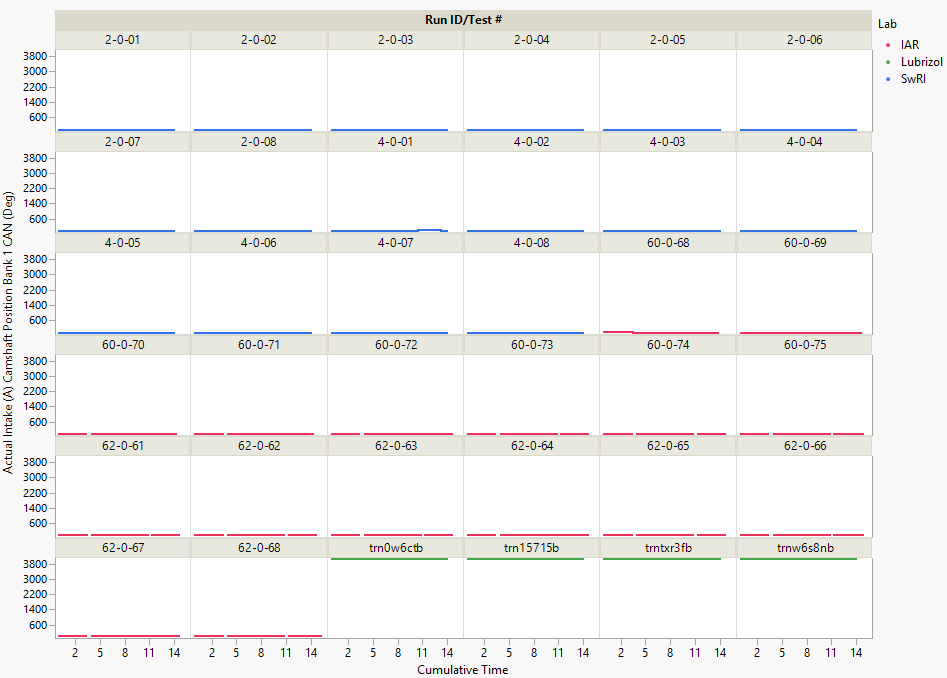 Run ID/Test #
Lab
IAR
Lubrizol
SwRI
2-0-01 2-0-02 2-0-03 2-0-04 2-0-05 2-0-06
3800
3000
2200
1400
600
2-0-07 2-0-08 4-0-01 4-0-02 4-0-03 4-0-04
3800
3000
2200
1400
600
4-0-05 4-0-06 4-0-07 4-0-08 60-0-68 60-0-69
3800
3000
2200
1400
600
60-0-70 60-0-71 60-0-72 60-0-73 60-0-74 60-0-75
3800
3000
2200
1400
600
62-0-61 62-0-62 62-0-63 62-0-64 62-0-65 62-0-66
3800
3000
2200
1400
600
62-0-67 62-0-68 trn0w6ctb trn15715b trntxr3fb trnw6s8nb
3800
3000
2200
1400
600
2 5 8 11 14 2 5 8 11 14 2 5 8 11 14 2 5 8 11 14 2 5 8 11 14 2 5 8 11 14
Cumulative Time
Actual Intake (A) Camshaft Position Bank 1 CAN (Deg)